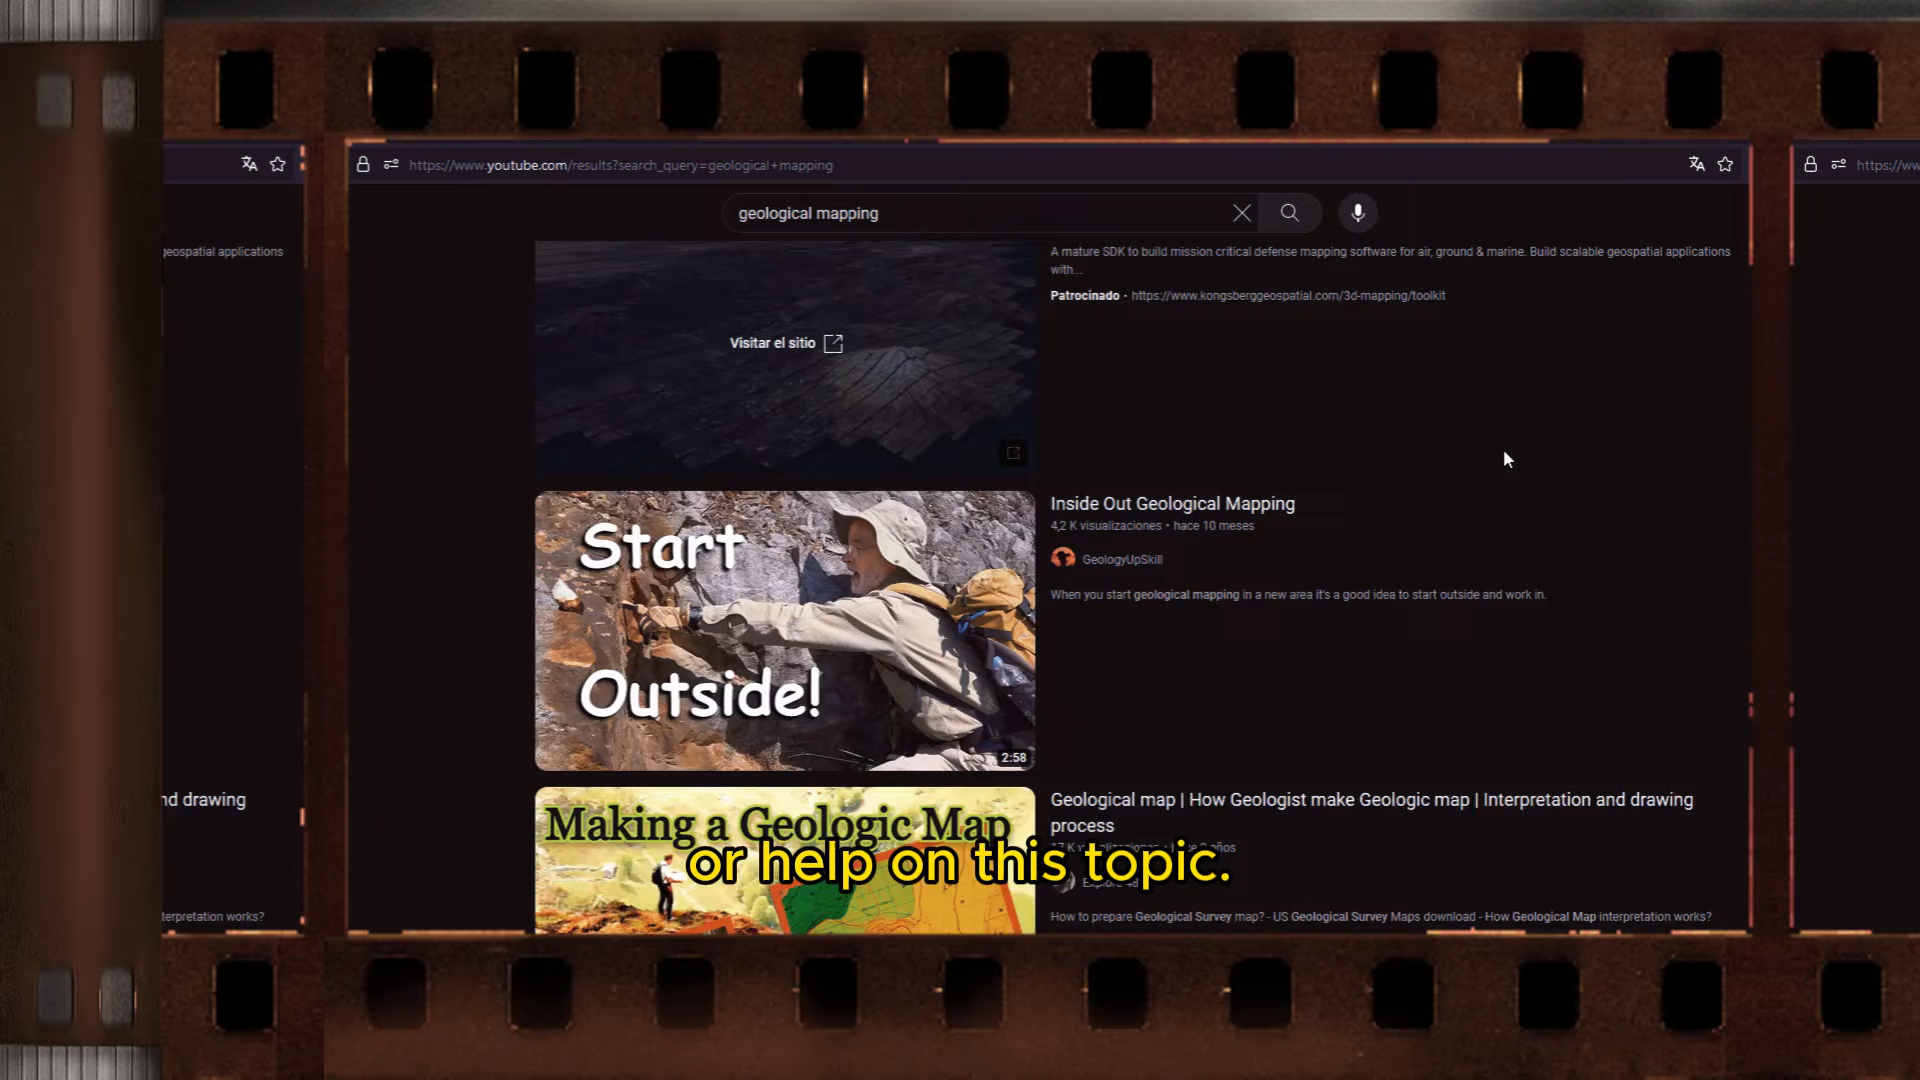 https://www.youtube.com/results?search_query=geological+mapping
https://ww
geological mapping
geospatial applications
A mature SDK to build mission critical defense mapping software for air, ground & marine. Build scalable geospatial applications
with...
Patrocinado · https://www.kongsberggeospatial.com/3d-mapping/toolkit
Visitar el sitio
Start
Outside!
2:58
Inside Out Geological Mapping
4,2 K visualizaciones · hace 10 meses
GeologyUpSkill
When you start geological mapping in a new area it's a good idea to start outside and work in.
nd drawing
Making a Geologic Map
Geological map | How Geologist make Geologic map | Interpretation and drawing
process
or help on this topic.
terpretation works?
How to prepare Geological Survey map? - US Geological Survey Maps download - How Geological Map interpretation works?